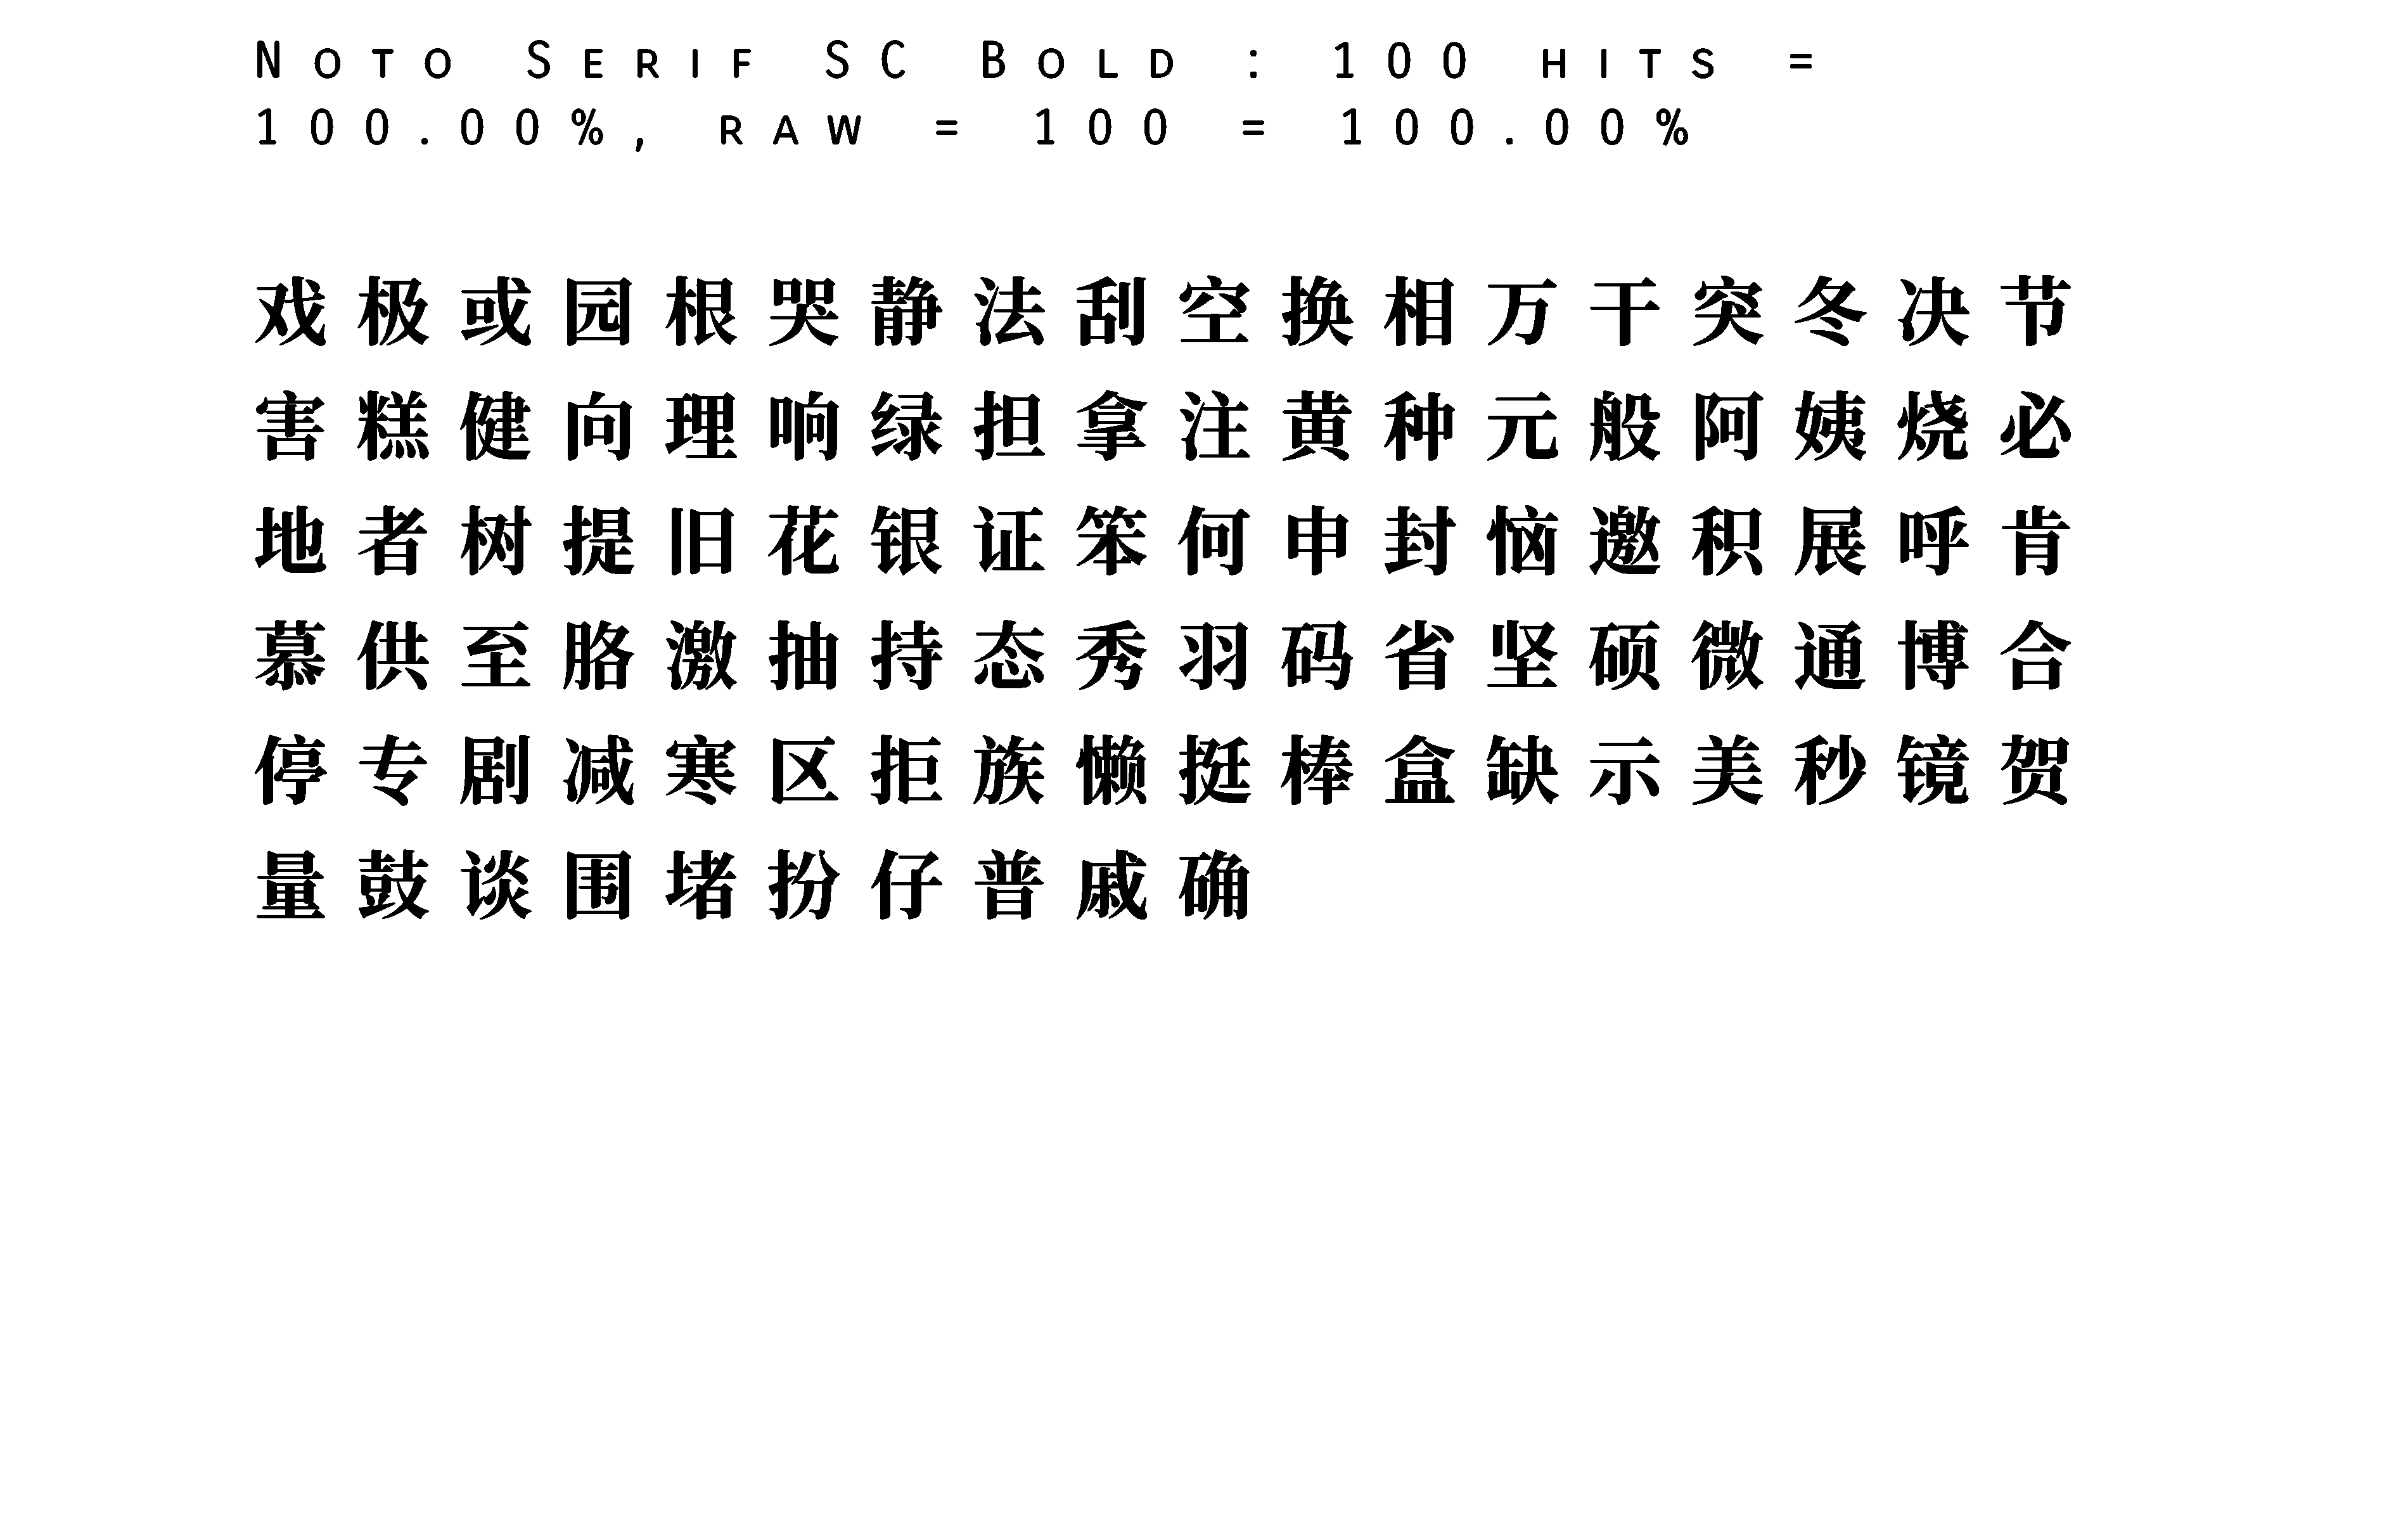 Noto Serif SC Bold : 100 hits =
100.00%, raw = 100 = 100.00%
戏极或园根哭静法刮空换相万干突冬决节
害糕健向理响绿担拿注黄种元般阿姨烧必
地者树提旧花银证笨何申封恼邀积展呼肯
慕供至胳激抽持态秀羽码省坚硕微通博合
停专剧减寒区拒族懒挺棒盒缺示美秒镜贺
量鼓谈围堵扮仔普戚确